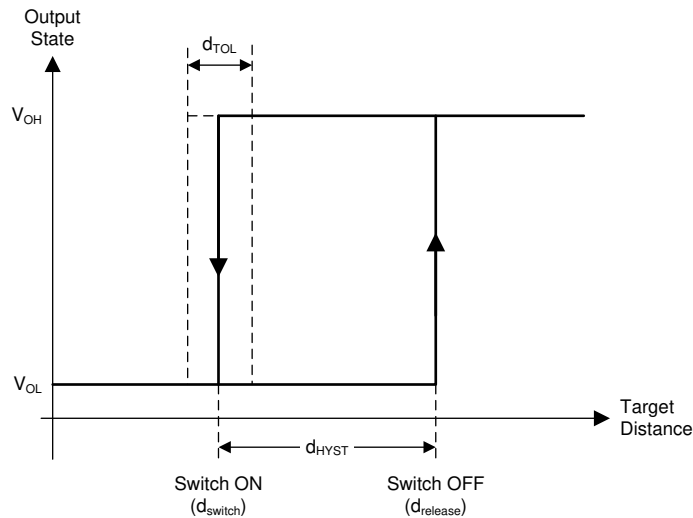 Output
State
dTOL
VOH
VOL
Target
Distance
dHYST
Switch ON
(dswitch)
Switch OFF
(drelease)